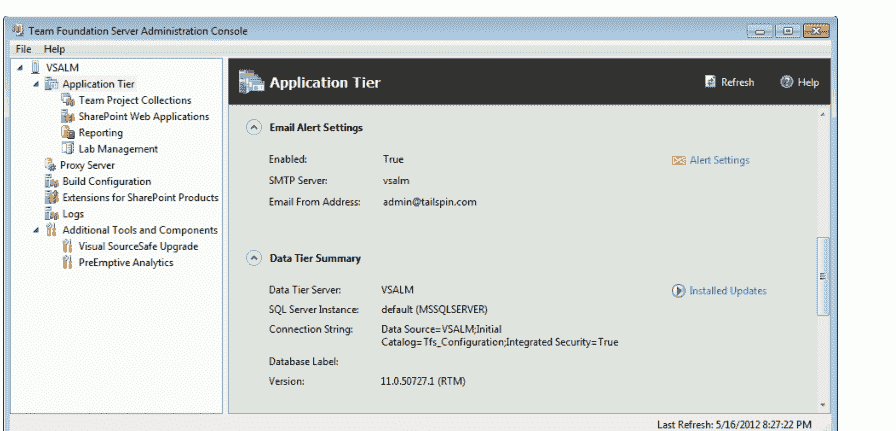 Team Foundation Server Administration Console
File Help
VSALM
Application Tier
Team Project Collections
SharePoint Web Applications
Reporting
Lab Management
Proxy Server
Build Configuration
Extensions for SharePoint Products
Logs
Additional Tools and Components
Visual SourceSafe Upgrade
PreEmptive Analytics
Application Tier
Refresh
Help
Email Alert Settings
Enabled: True
Alert Settings
SMTP Server: vsalm
Email From Address: admin@tailspin.com
Data Tier Summary
Data Tier Server: VSALM
Installed Updates
SQL Server Instance: default (MSSQLSERVER)
Connection String: Data Source=VSALM;Initial
Catalog=Tfs_Configuration;Integrated Security=True
Database Label:
Version: 11.0.50727.1 (RTM)
Last Refresh: 5/16/2012 8:27:22 PM